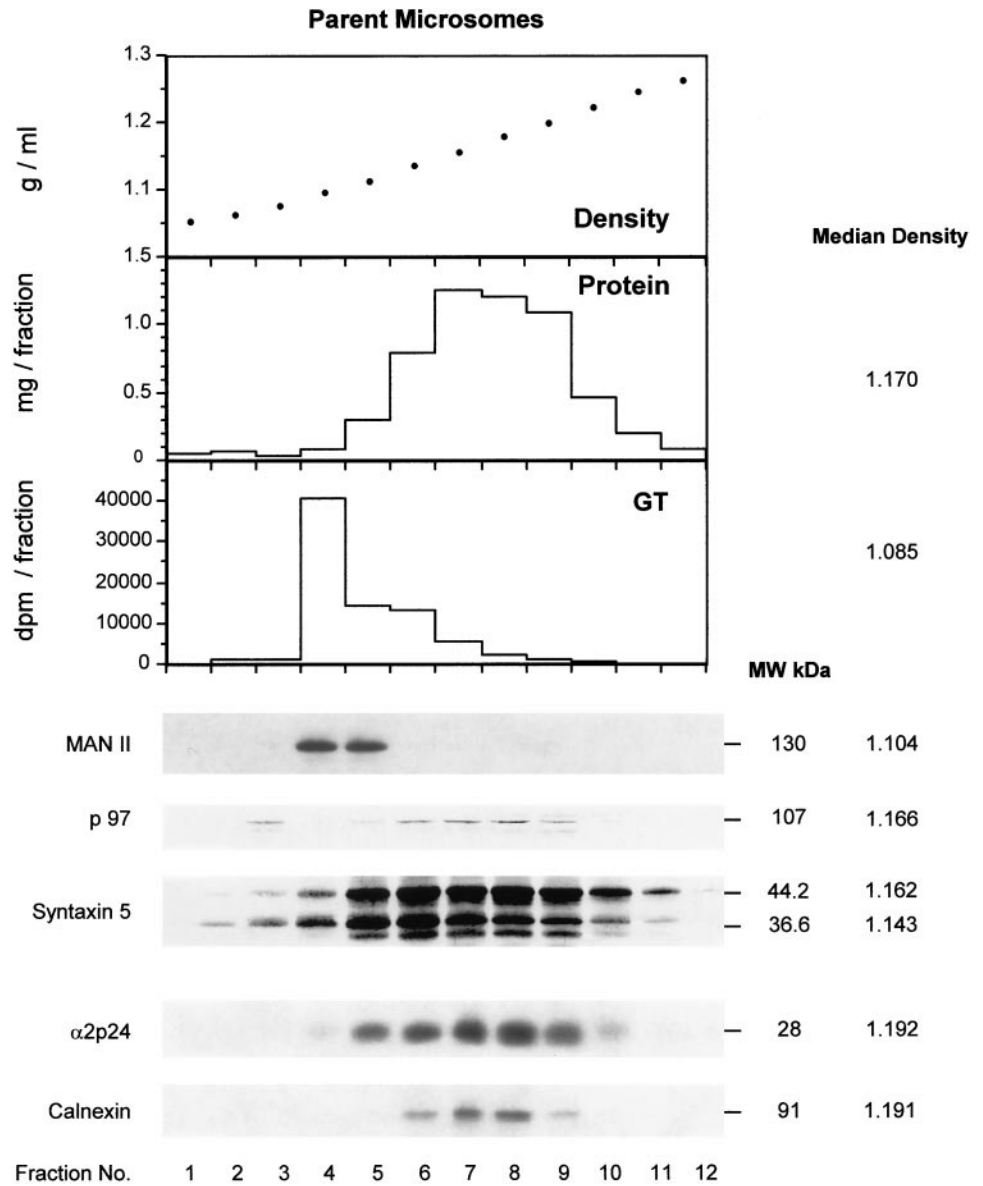 Parent Microsomes
1.3
1.2
1.1
1.5
g / ml
Density
Median Density
Protein
1.0
0.5
0
mg / fraction
1.170
GT
40000
30000
20000
10000
0
dpm / fraction
1.085
MW kDa
MAN II 130 1.104
p 97 107 1.166
Syntaxin 5 44.2 1.162
36.6 1.143
α2p24 28 1.192
Calnexin 91 1.191
Fraction No. 1 2 3 4 5 6 7 8 9 10 11 12